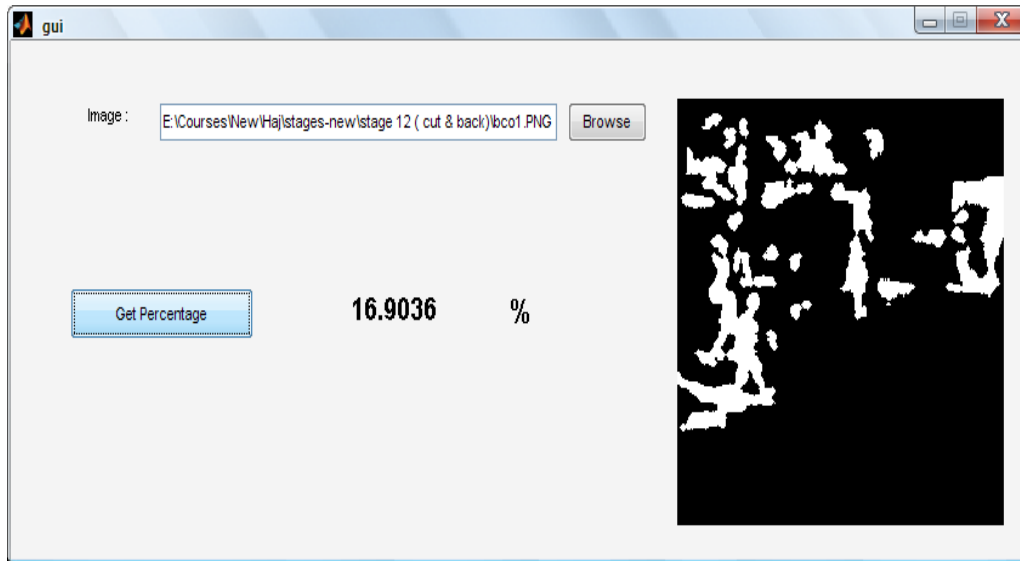 gui
Image :
E:\Courses\New\Haj\stages-new\stage 12 ( cut & back)\bco1.PNG
Browse
Get Percentage
16.9036 %